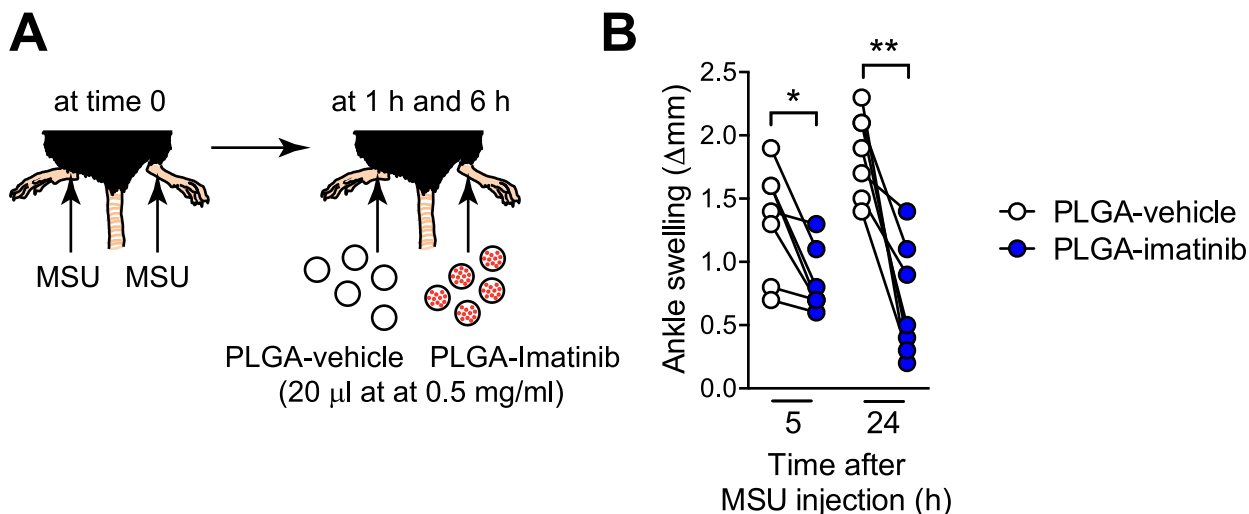 A
at time 0
at 1 h and 6 h
MSU
MSU
PLGA-vehicle
PLGA-Imatinib
(20 μl at at 0.5 mg/ml)
B
Ankle swelling (Δmm)
2.5
2.0
1.5
1.0
0.5
0.0
*
**
5
24
Time after
MSU injection (h)
PLGA-vehicle
PLGA-imatinib